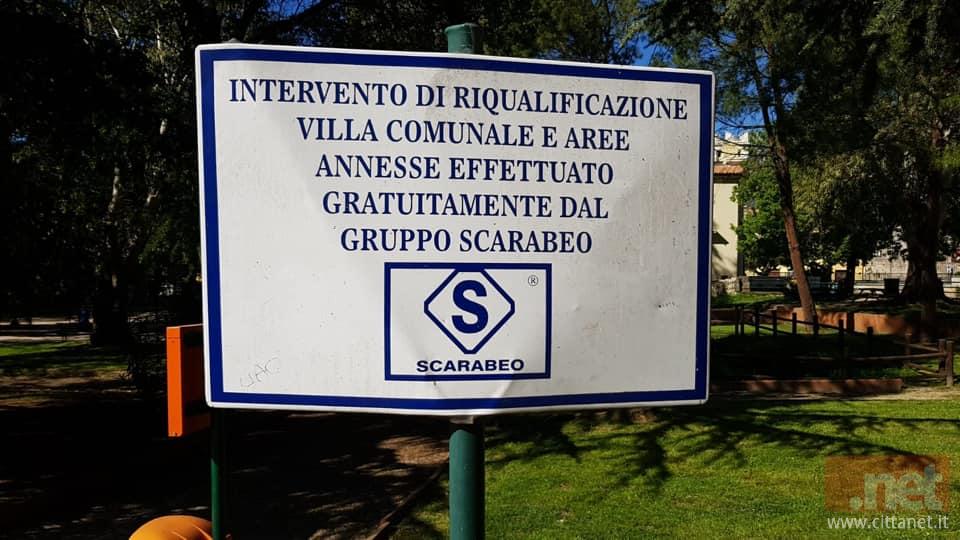 INTERVENTO DI RIQUALIFICAZIONE
VILLA COMUNALE E AREE
ANNESSE EFFETTUATO
GRATUITAMENTE DAL
GRUPPO SCARABEO
®
S
SCARABEO
.net
www.cittanet.it